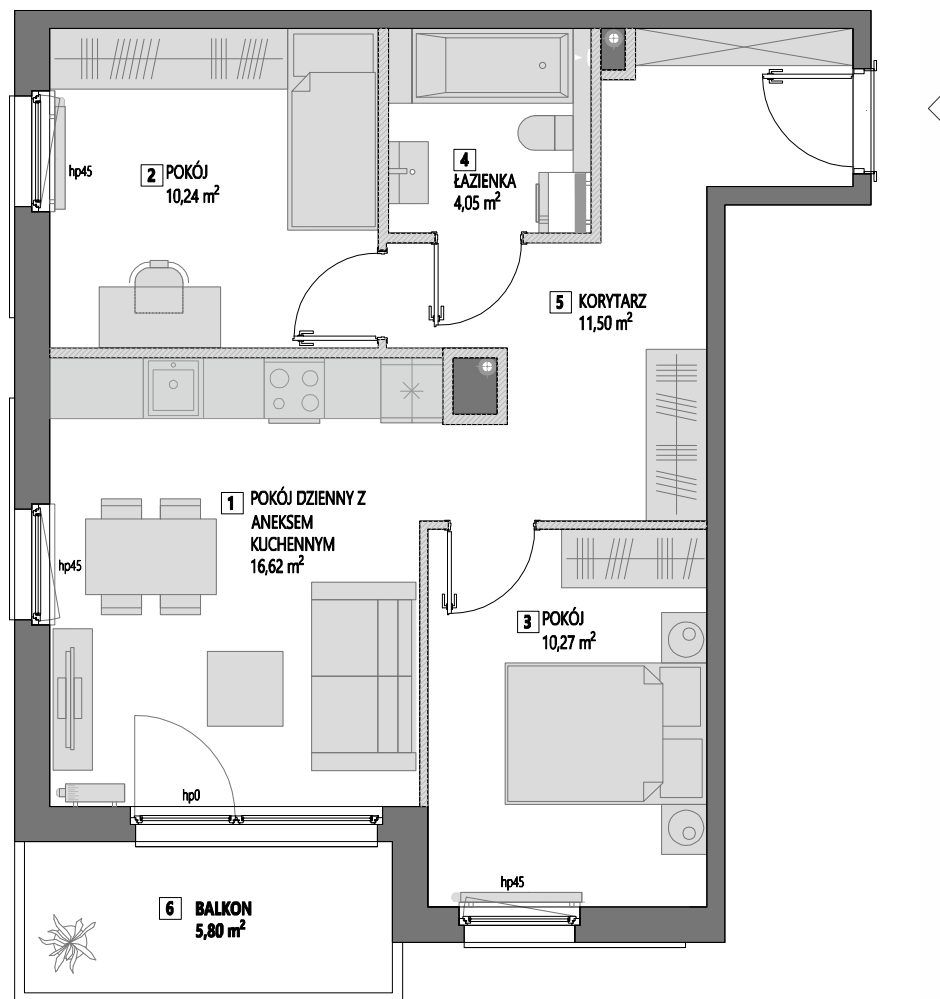 2 POKÓJ
10,24 m²
hp45
4
ŁAZIENKA
4,05 m²
5 KORYTARZ
11,50 m²
1 POKÓJ DZIENNY Z
ANEKSEM
KUCHENNYM
16,62 m²
hp45
3 POKÓJ
10,27 m²
hp0
hp45
6 BALKON
5,80 m²